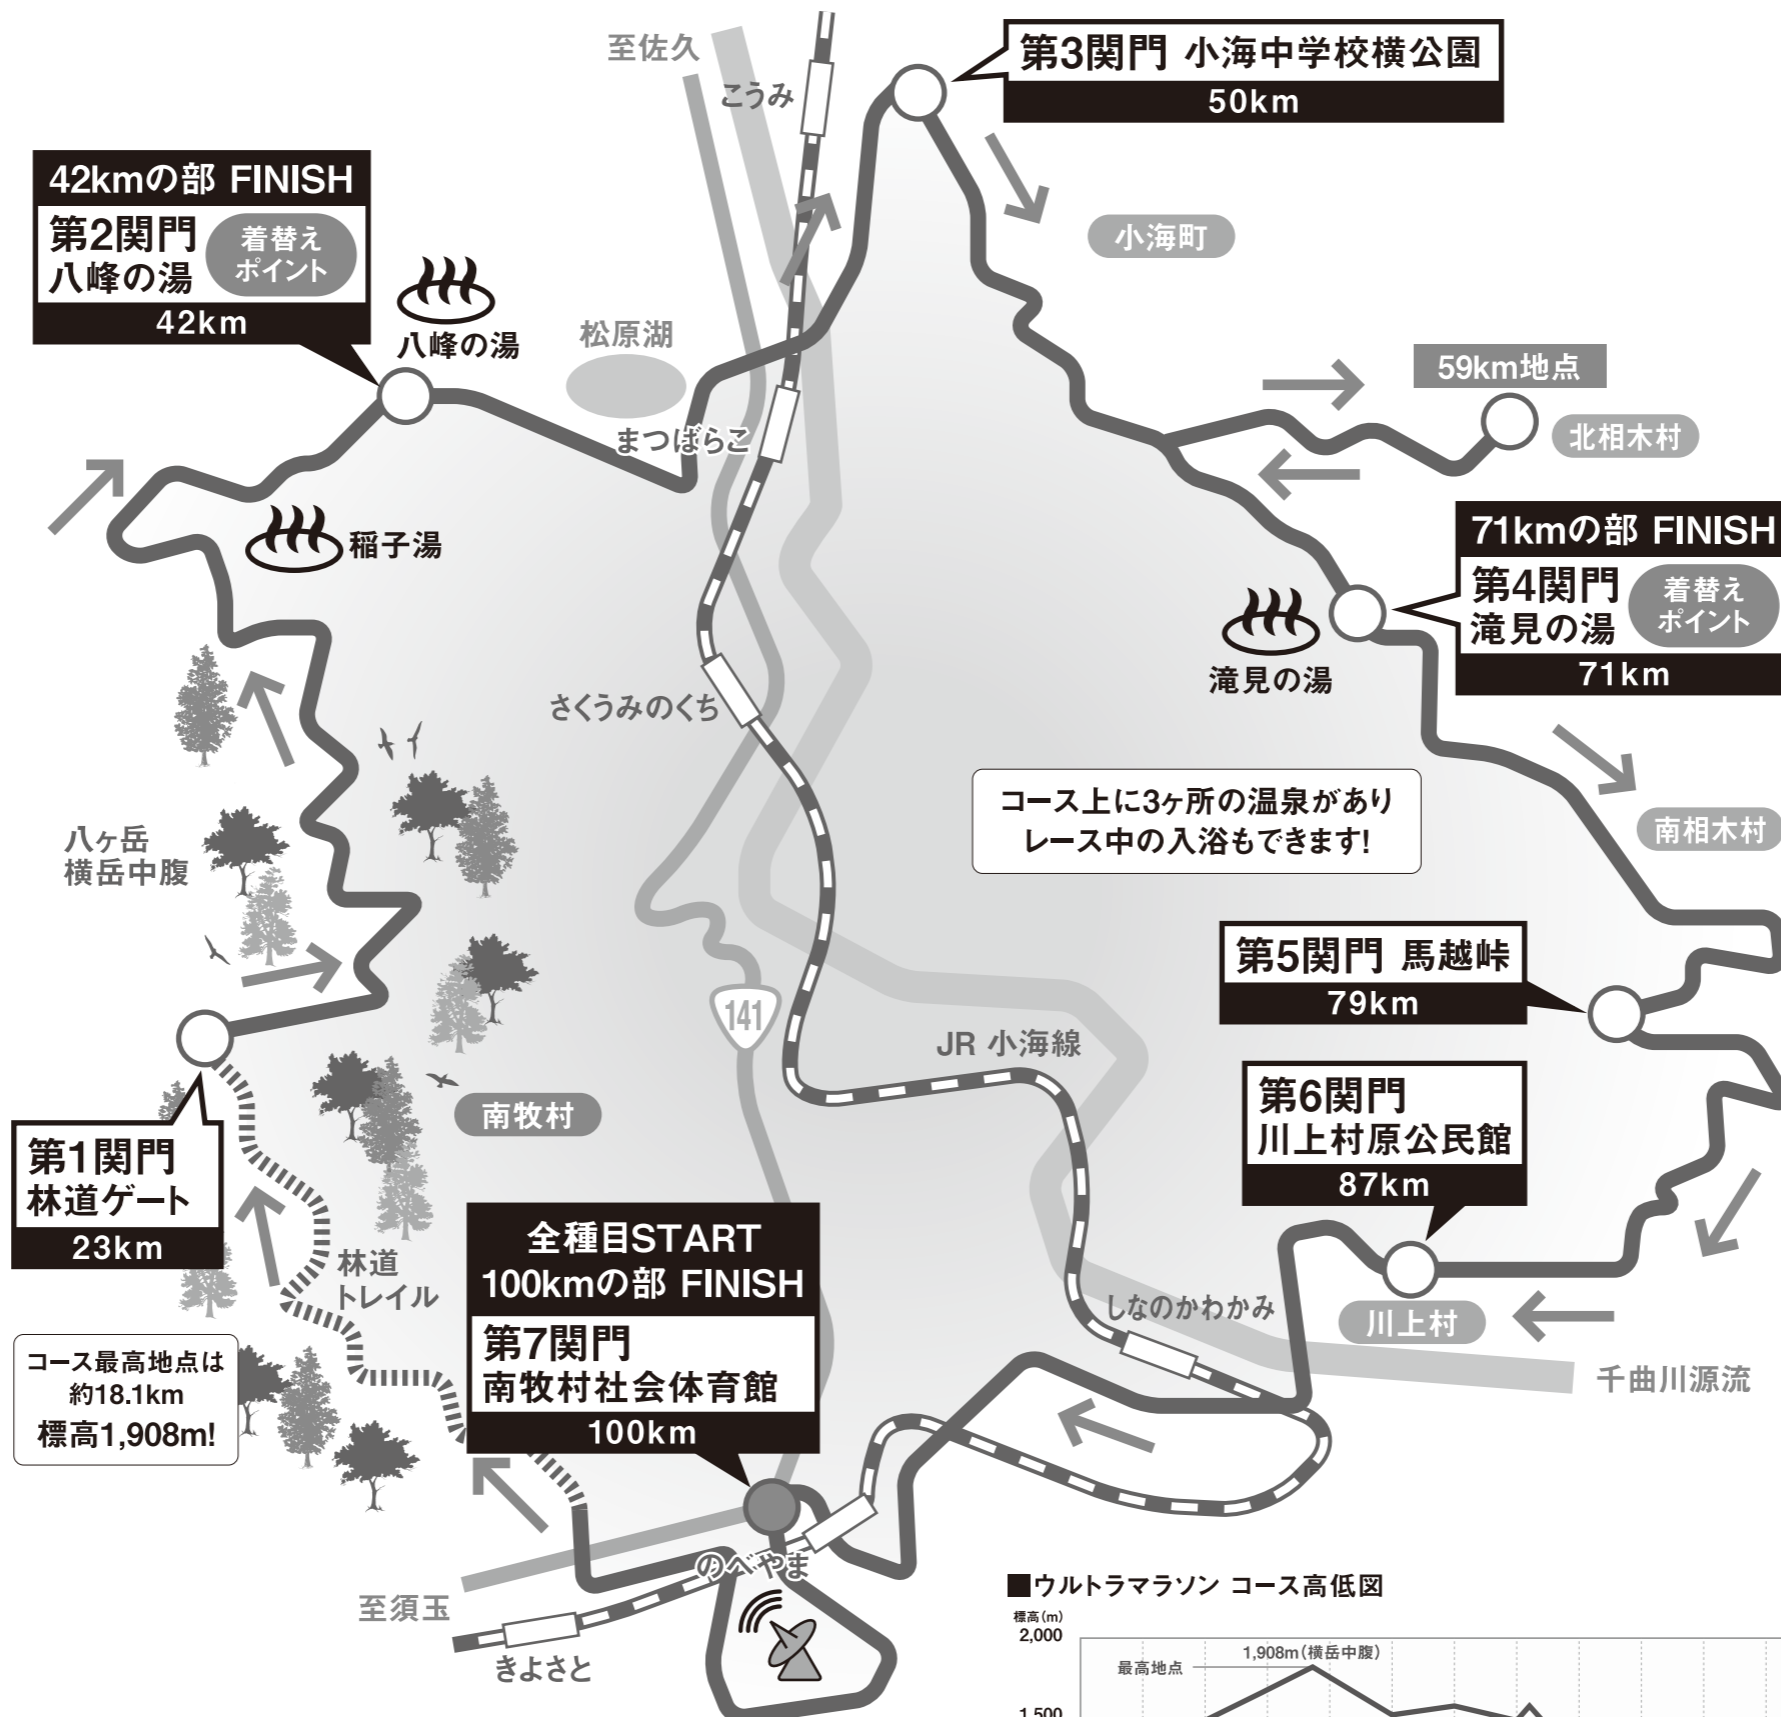 至佐久
こうみ
第3関門 小海中学校横公園
50km
42kmの部 FINISH
第2関門
八峰の湯
着替え
ポイント
42km
八峰の湯
松原湖
まつばらこ
小海町
59km地点
北相木村
稲子湯
71kmの部 FINISH
第4関門
滝見の湯
着替え
ポイント
71km
滝見の湯
さくうみのくち
コース上に3ヶ所の温泉があり
レース中の入浴もできます!
南相木村
八ヶ岳
横岳中腹
第5関門 馬越峠
79km
141
JR 小海線
第6関門
川上村原公民館
87km
南牧村
第1関門
林道ゲート
23km
林道
トレイル
全種目START
100kmの部 FINISH
第7関門
南牧村社会体育館
100km
しなのかわかみ
川上村
千曲川源流
コース最高地点は
約18.1km
標高1,908m!
のべやま
至須玉
きよさと
■ウルトラマラソン コース高低図
標高(m)
2,000
1,908m(横岳中腹)
最高地点
1,500